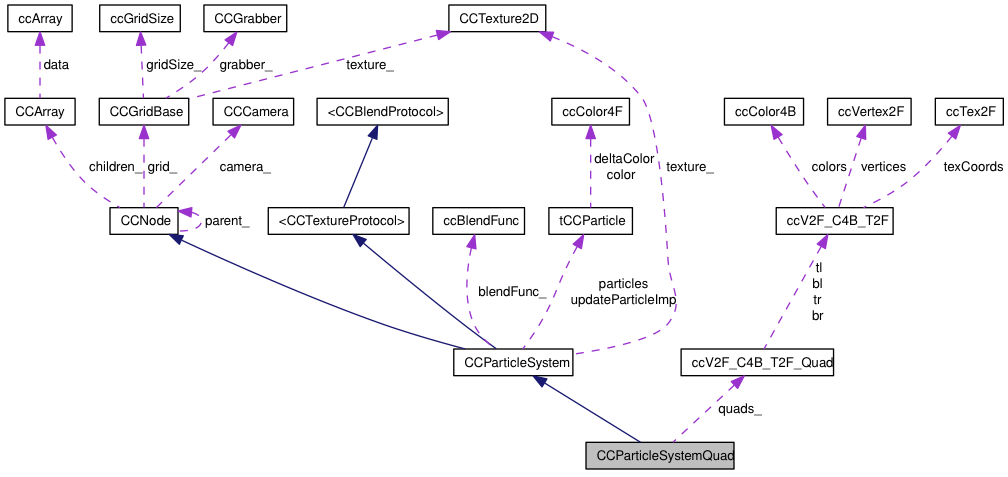 ccArray
ccGridSize
CCGrabber
CCTexture2D
data
gridSize_
grabber_
texture_
CCArray
CCGridBase
CCCamera
<CCBlendProtocol>
ccColor4F
ccColor4B
ccVertex2F
ccTex2F
children_
grid_
camera_
deltaColor
color
texture_
colors
vertices
texCoords
CCNode
parent_
<CCTextureProtocol>
ccBlendFunc
tCCParticle
ccV2F_C4B_T2F
blendFunc_
particles
updateParticleImp
tl
bl
tr
br
CCParticleSystem
ccV2F_C4B_T2F_Quad
quads_
CCParticleSystemQuad